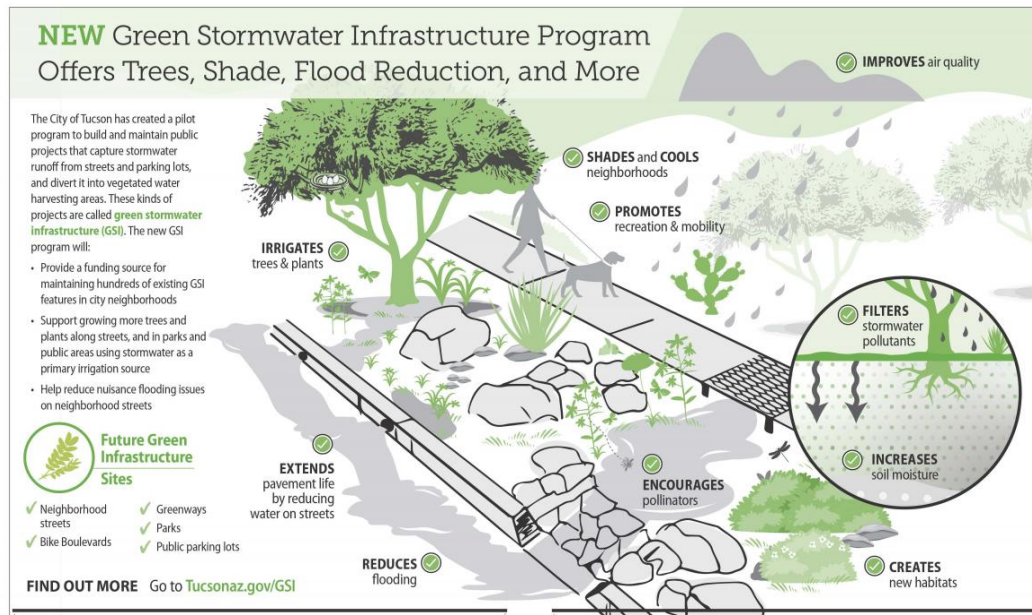 NEW Green Stormwater Infrastructure Program
Offers Trees, Shade, Flood Reduction, and More
The City of Tucson has created a pilot
program to build and maintain public
projects that capture stormwater
runoff from streets and parking lots,
and divert it into vegetated water
harvesting areas. These kinds of
projects are called green stormwater
infrastructure (GSI). The new GSI
program will:
• Provide a funding source for
maintaining hundreds of existing GSI
features in city neighborhoods
• Support growing more trees and
plants along streets, and in parks and
public areas using stormwater as a
primary irrigation source
• Help reduce nuisance flooding issues
on neighborhood streets
Future Green
Infrastructure
Sites
Neighborhood
streets
Bike Boulevards
Greenways
Parks
Public parking lots
FIND OUT MORE Go to Tucsonaz.gov/GSI
IMPROVES air quality
SHADES and COOLS
neighborhoods
PROMOTES
recreation & mobility
IRRIGATES
trees & plants
FILTERS
stormwater
pollutants
INCREASES
soil moisture
EXTENDS
pavement life
by reducing
water on streets
ENCOURAGES
pollinators
REDUCES
flooding
CREATES
new habitats